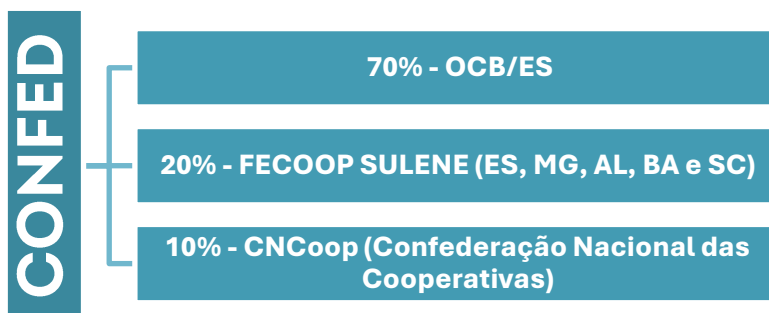 CONFED
70% - OCB/ES
20% - FECOOP SULENE (ES, MG, AL, BA e SC)
10% - CNCoop (Confederação Nacional das
Cooperativas)